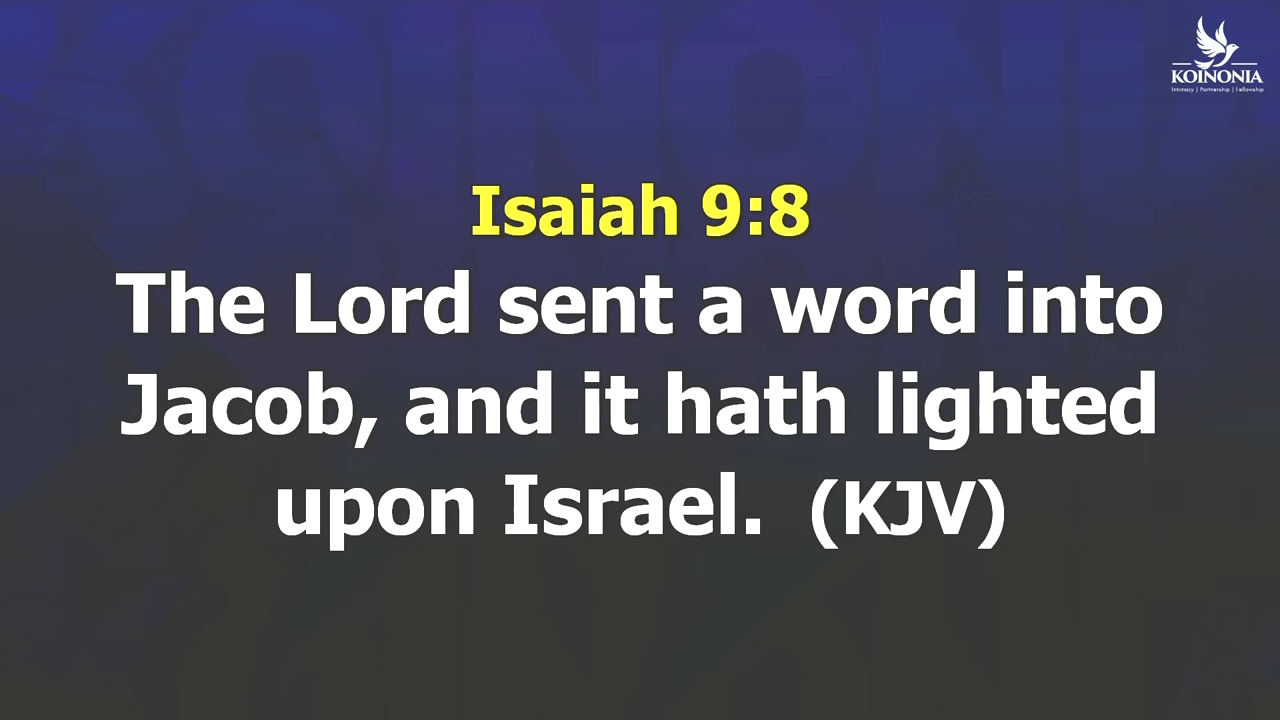 KOINONIA
Intimacy | Partnership | Fellowship
Isaiah 9:8
The Lord sent a word into
Jacob, and it hath lighted
upon Israel. (KJV)
KOINONIA